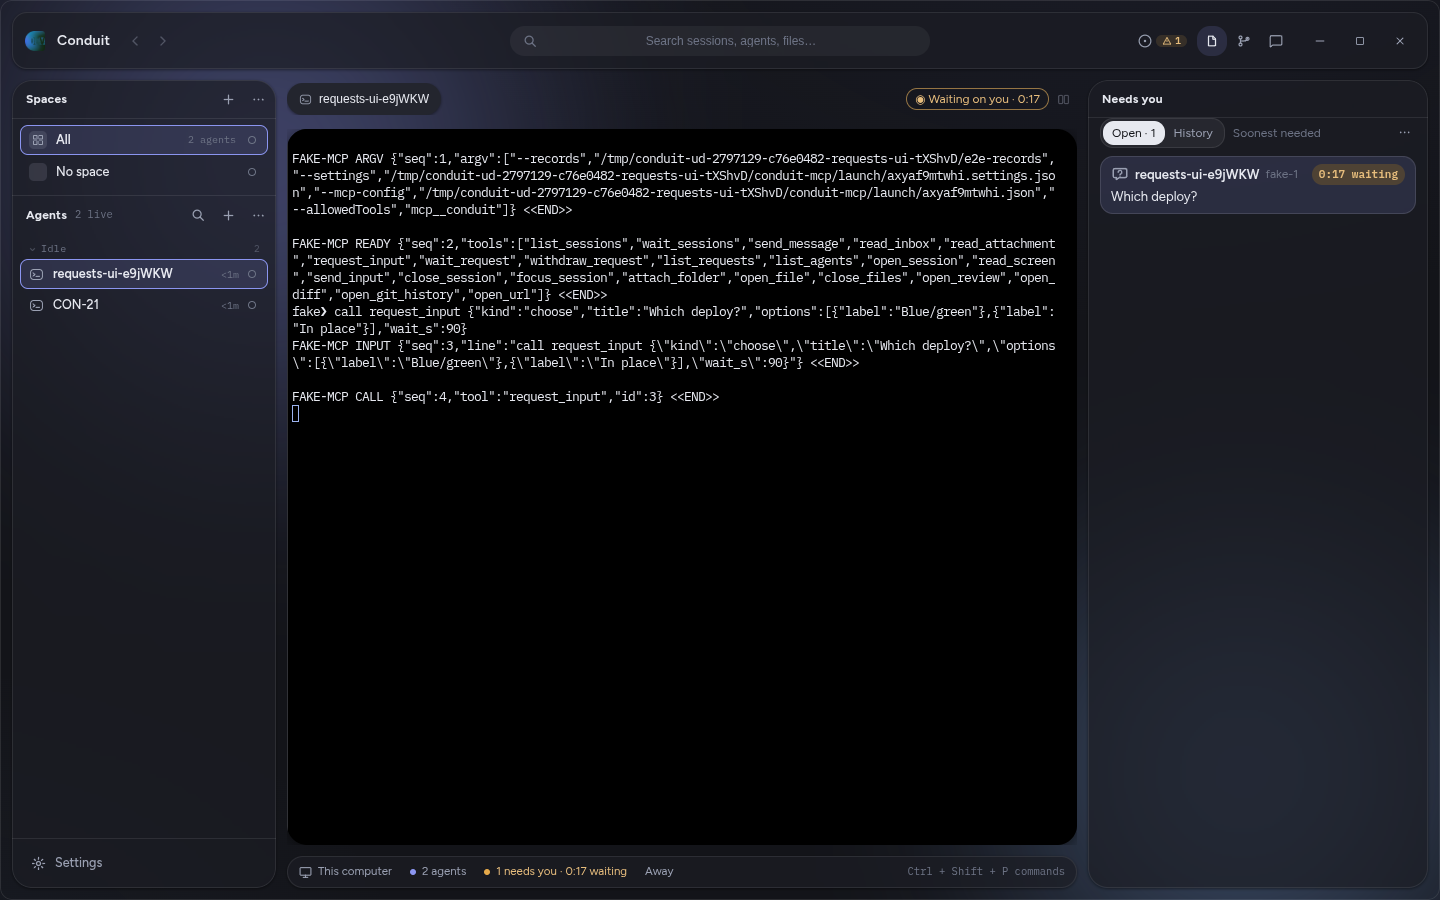 Conduit
Search sessions, agents, files…
1
Spaces
All
2 agents
No space
Agents
2 live
Idle
2
requests-ui-e9jWKW
<1m
CON-21
<1m
Settings
requests-ui-e9jWKW
Waiting on you · 0:17
FAKE-MCP ARGV {"seq":1,"argv":["--records","/tmp/conduit-ud-2797129-c76e0482-requests-ui-tXShvD/e2e-records",
"--settings","/tmp/conduit-ud-2797129-c76e0482-requests-ui-tXShvD/conduit-mcp/launch/axyaf9mtwhi.settings.jso
n","--mcp-config","/tmp/conduit-ud-2797129-c76e0482-requests-ui-tXShvD/conduit-mcp/launch/axyaf9mtwhi.json","
--allowedTools","mcp__conduit"]} <<END>>
FAKE-MCP READY {"seq":2,"tools":["list_sessions","wait_sessions","send_message","read_inbox","read_attachment
","request_input","wait_request","withdraw_request","list_requests","list_agents","open_session","read_screen
","send_input","close_session","focus_session","attach_folder","open_file","close_files","open_review","open_
diff","open_git_history","open_url"]} <<END>>
fake❯ call request_input {"kind":"choose","title":"Which deploy?","options":[{"label":"Blue/green"},{"label":
"In place"}],"wait_s":90}
FAKE-MCP INPUT {"seq":3,"line":"call request_input {\"kind\":\"choose\",\"title\":\"Which deploy?\",\"options
\":[{\"label\":\"Blue/green\"},{\"label\":\"In place\"}],\"wait_s\":90}"} <<END>>
FAKE-MCP CALL {"seq":4,"tool":"request_input","id":3} <<END>>
This computer
2 agents
1 needs you · 0:17 waiting
Away
Ctrl + Shift + P commands
Needs you
Open · 1
History
Soonest needed
requests-ui-e9jWKW
fake-1
0:17 waiting
Which deploy?